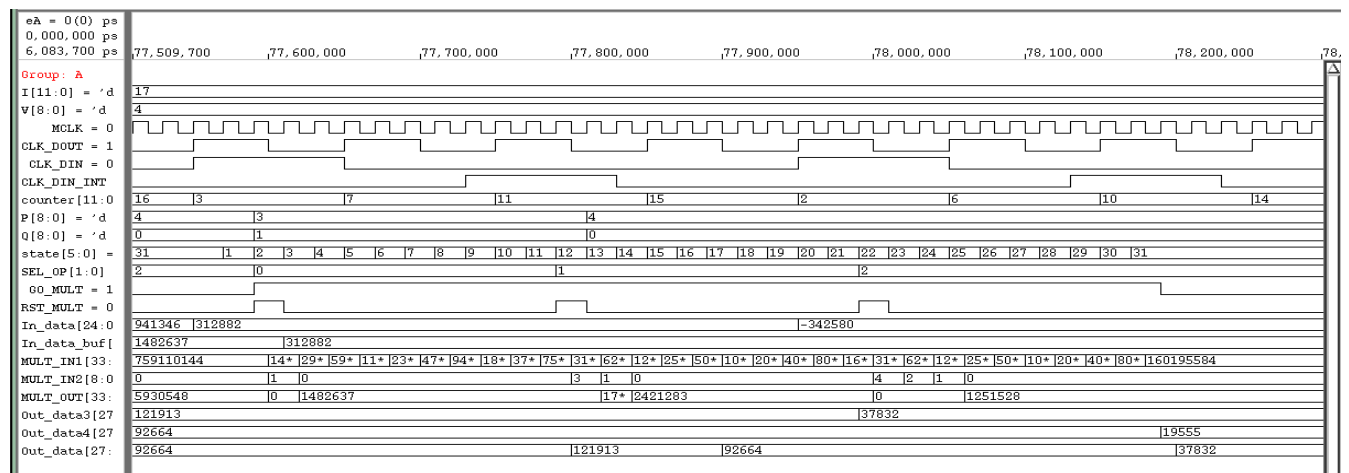 eA = 0(0) ps
0,000,000 ps
6,083,700 ps 77,509,700 77,600,000 77,700,000 77,800,000 77,900,000 78,000,000 78,100,000 78,200,000 78,
Group: A
I[11:0] = 'd 17
V[8:0] = 'd 4
MCLK = 0
CLK_DOUT = 1
CLK_DIN = 0
CLK_DIN_INT
counter[11:0 16 3 7 11 15 2 6 10 14
P[8:0] = 'd 4 3 4
Q[8:0] = 'd 0 1 0
state[5:0] = 31 1 2 3 4 5 6 7 8 9 10 11 12 13 14 15 16 17 18 19 20 21 22 23 24 25 26 27 28 29 30 31
SEL_OP[1:0] 2 0 1 2
GO_MULT = 1
RST_MULT = 0
In_data[24:0 941346 312882 -342580
In_data_buf[ 1482637 312882
MULT_IN1[33: 759110144 14* 29* 59* 11* 23* 47* 94* 18* 37* 75* 31* 62* 12* 25* 50* 10* 20* 40* 80* 16* 31* 62* 12* 25* 50* 10* 20* 40* 80* 160195584
MULT_IN2[8:0 0 1 0 3 1 0 4 2 1 0
MULT_OUT[33: 5930548 0 1482637 17* 2421283 0 1251528
Out_data3[27 121913 37832
Out_data4[27 92664 19555
Out_data[27: 92664 121913 92664 37832